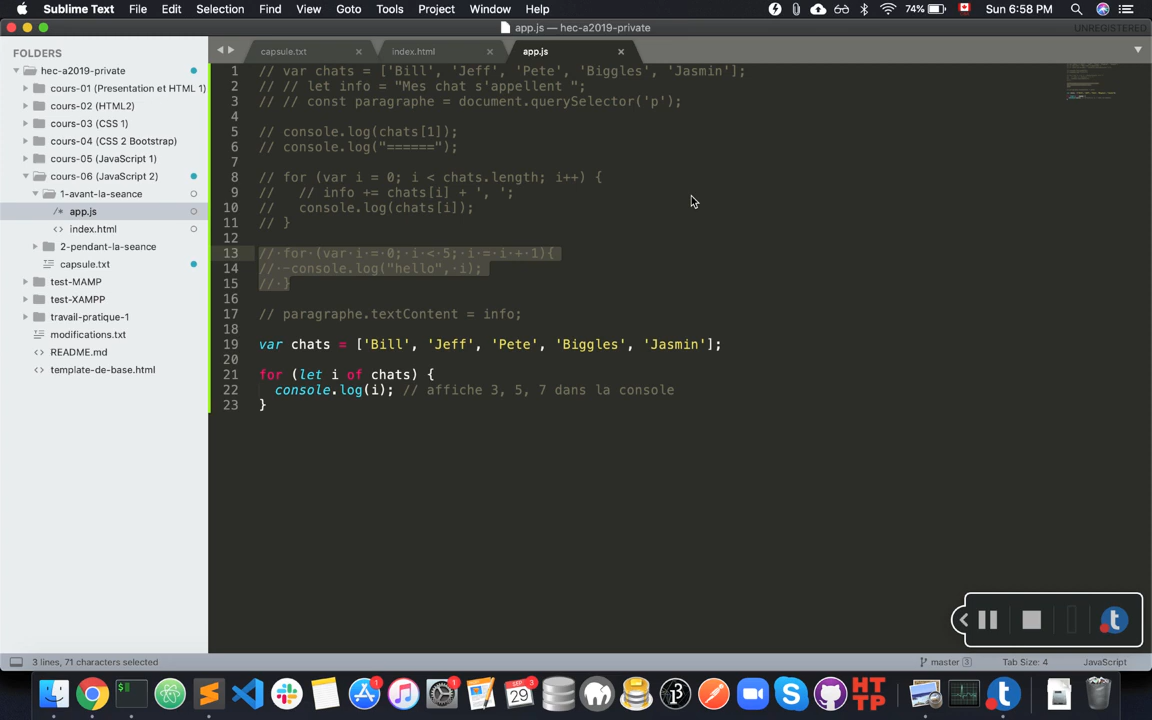 Sublime Text File Edit Selection Find View Goto Tools Project Window Help 74% Sun 6:58 PM
app.js — hec-a2019-private UNREGISTERED
FOLDERS
hec-a2019-private
cours-01 (Presentation et HTML 1)
cours-02 (HTML2)
cours-03 (CSS 1)
cours-04 (CSS 2 Bootstrap)
cours-05 (JavaScript 1)
cours-06 (JavaScript 2)
1-avant-la-seance
/* app.js
<> index.html
2-pendant-la-seance
capsule.txt
test-MAMP
test-XAMPP
travail-pratique-1
modifications.txt
<> README.md
<> template-de-base.html
capsule.txt × index.html × app.js ×
1 // var chats = ['Bill', 'Jeff', 'Pete', 'Biggles', 'Jasmin'];
2 // // let info = "Mes chat s'appellent ";
3 // // const paragraphe = document.querySelector('p');
4
5 // console.log(chats[1]);
6 // console.log("======");
7
8 // for (var i = 0; i < chats.length; i++) {
9 //   // info += chats[i] + ', ';
10 //   console.log(chats[i]);
11 // }
12
13 // for (var i = 0; i < 5; i = i + 1){
14 // console.log("hello", i);
15 // }
16
17 // paragraphe.textContent = info;
18
19 var chats = ['Bill', 'Jeff', 'Pete', 'Biggles', 'Jasmin'];
20
21 for (let i of chats) {
22   console.log(i); // affiche 3, 5, 7 dans la console
23 }
3 lines, 71 characters selected master 3 Tab Size: 4 JavaScript
SEP 29 3
1 1
HT
TP
t